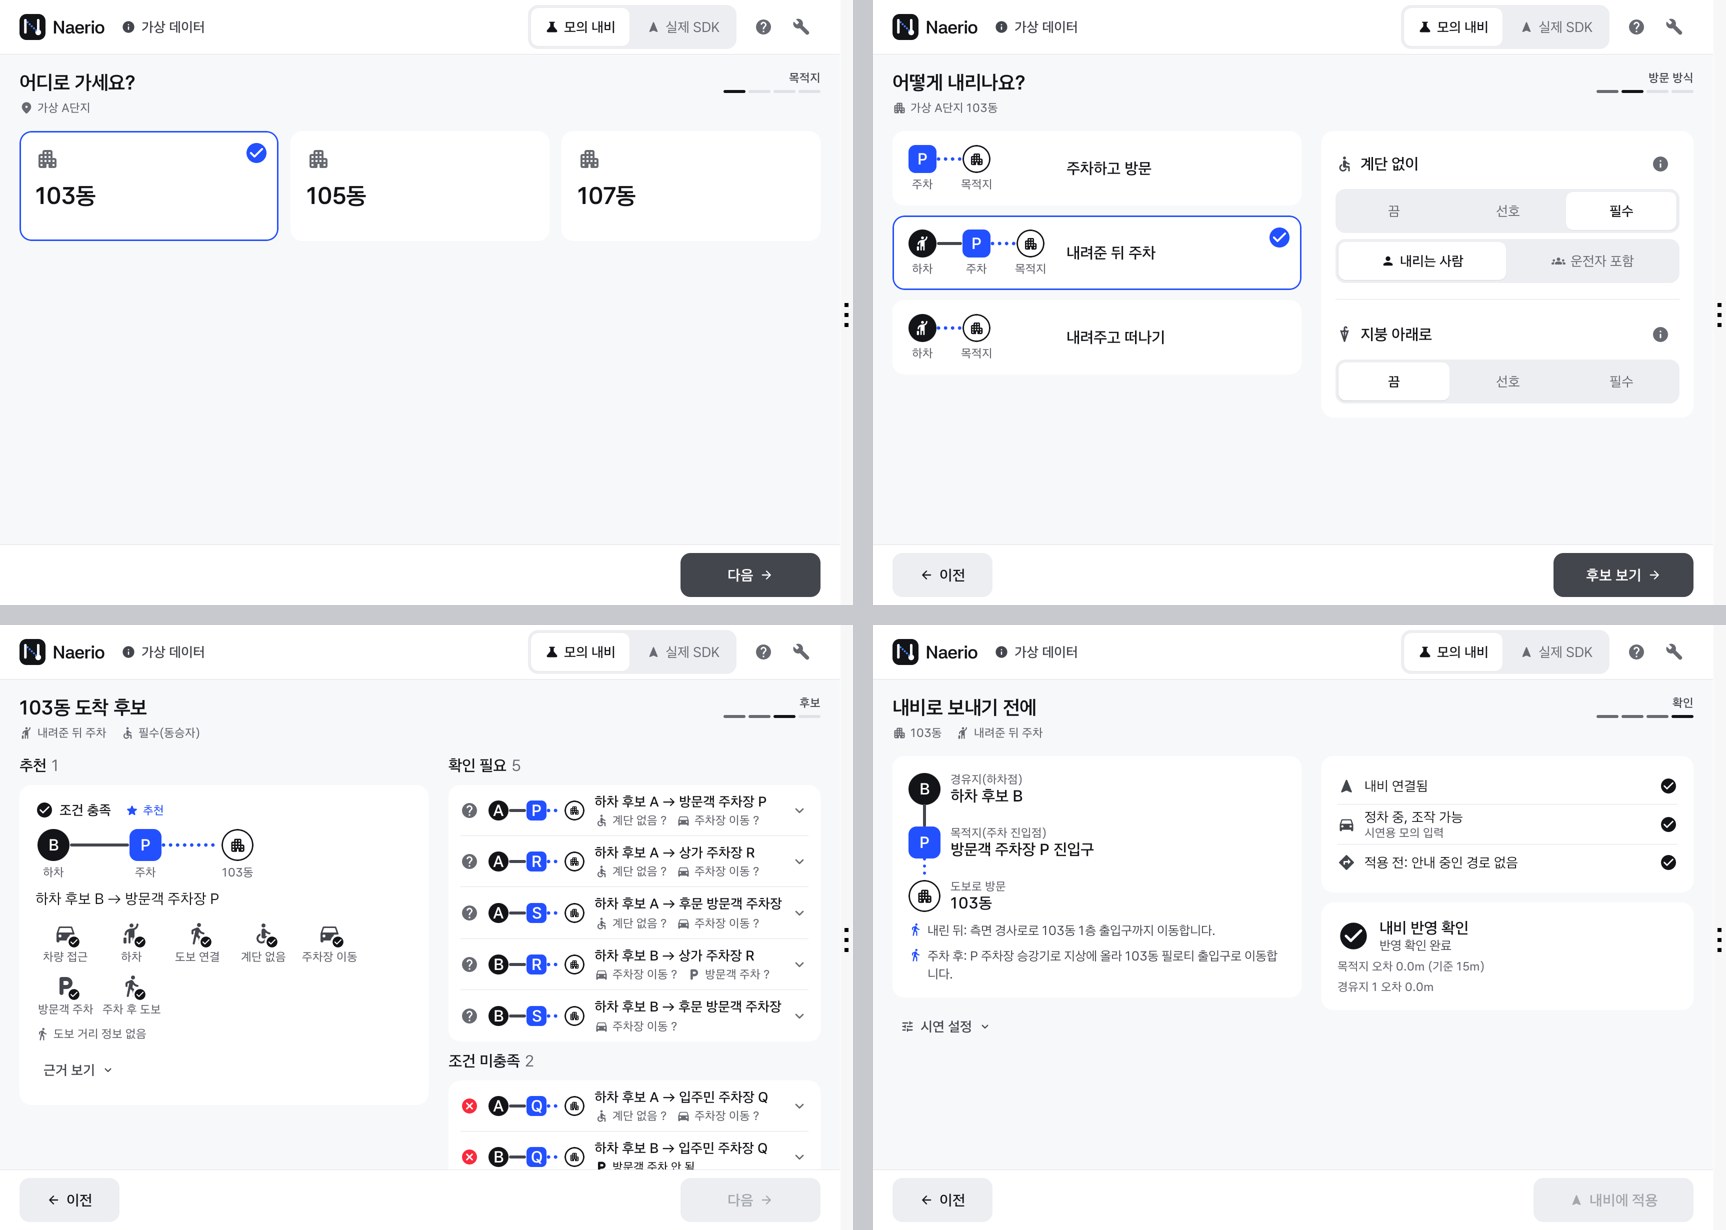 Naerio 가상 데이터 모의 내비 실제 SDK
어디로 가세요? 목적지
가상 A단지
103동 105동 107동
다음 →
Naerio 가상 데이터 모의 내비 실제 SDK
어떻게 내리나요? 방문 방식
가상 A단지 103동
P
주차 목적지
주차하고 방문
P
하차 주차 목적지
내려준 뒤 주차
하차 목적지
내려주고 떠나기
계단 없이
끔 선호 필수
내리는 사람 운전자 포함
지붕 아래로
끔 선호 필수
← 이전 후보 보기 →
Naerio 가상 데이터 모의 내비 실제 SDK
103동 도착 후보 후보
내려준 뒤 주차 필수(동승자)
추천 1
조건 충족 추천
B P
하차 주차 103동
하차 후보 B → 방문객 주차장 P
차량 접근 하차 도보 연결 계단 없음 주차장 이동
P
방문객 주차 주차 후 도보
도보 거리 정보 없음
근거 보기
확인 필요 5
A P 하차 후보 A → 방문객 주차장 P
계단 없음 ? 주차장 이동 ?
A R 하차 후보 A → 상가 주차장 R
계단 없음 ? 주차장 이동 ?
A S 하차 후보 A → 후문 방문객 주차장
계단 없음 ? 주차장 이동 ?
B R 하차 후보 B → 상가 주차장 R
주차장 이동 ? P 방문객 주차 ?
B S 하차 후보 B → 후문 방문객 주차장
주차장 이동 ?
조건 미충족 2
A Q 하차 후보 A → 입주민 주차장 Q
계단 없음 ? 주차장 이동 ?
B Q 하차 후보 B → 입주민 주차장 Q
P 방문객 주차 안 됨
← 이전 다음 →
Naerio 가상 데이터 모의 내비 실제 SDK
내비로 보내기 전에 확인
103동 내려준 뒤 주차
경유지(하차점)
B 하차 후보 B
목적지(주차 진입점)
P 방문객 주차장 P 진입구
도보로 방문
103동
내린 뒤: 측면 경사로로 103동 1층 출입구까지 이동합니다.
주차 후: P 주차장 승강기로 지상에 올라 103동 필로티 출입구로 이동합
니다.
시연 설정
내비 연결됨
정차 중, 조작 가능
시연용 모의 입력
적용 전: 안내 중인 경로 없음
내비 반영 확인
반영 확인 완료
목적지 오차 0.0m (기준 15m)
경유지 1 오차 0.0m
← 이전 내비에 적용